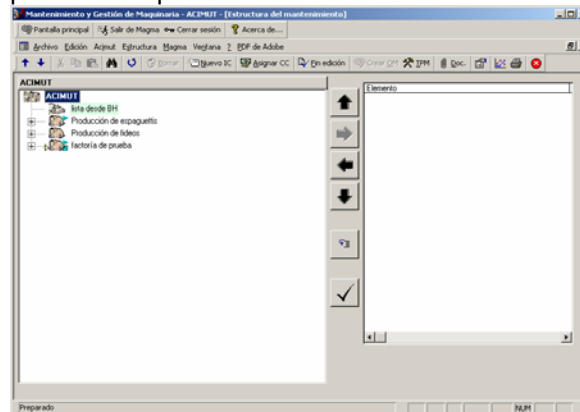 Mantenimiento y Gestión de Maquinaria - ACIMUT - [Estructura del mantenimiento]
Pantalla principal Salir de Magma Cerrar sesión Acerca de...
Archivo Edición Acimut Estructura Magma Ventana ? PDF de Adobe
Borrar Nuevo IC Asignar CC En edición Crear OM TPM Doc.
ACIMUT
Elemento
ACIMUT
lista desde BH
Producción de espaguettis
Producción de fideos
factoría de prueba
Preparado NUM